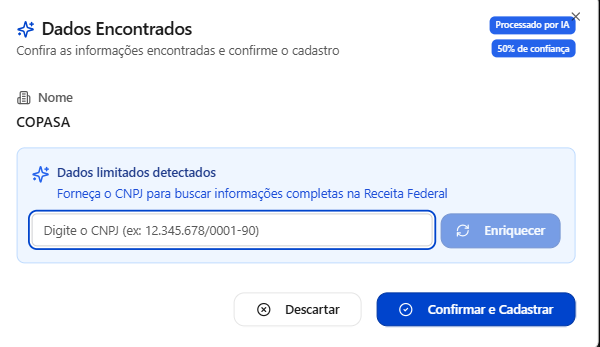 Dados Encontrados
Processado por IA
Confira as informações encontradas e confirme o cadastro
50% de confiança
Nome
COPASA
Dados limitados detectados
Forneça o CNPJ para buscar informações completas na Receita Federal
Digite o CNPJ (ex: 12.345.678/0001-90)
Enriquecer
Descartar
Confirmar e Cadastrar